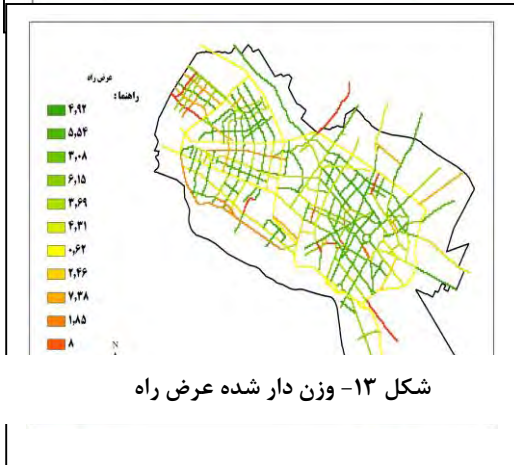 عرض راه
راهنما:
۴,۹۲
۵,۵۴
۳,۰۸
۶,۱۵
۳,۶۹
۴,۳۱
۰,۶۲
۲,۴۶
۷,۳۸
۱,۸۵
۸
N
شکل ۱۳- وزن دار شده عرض راه